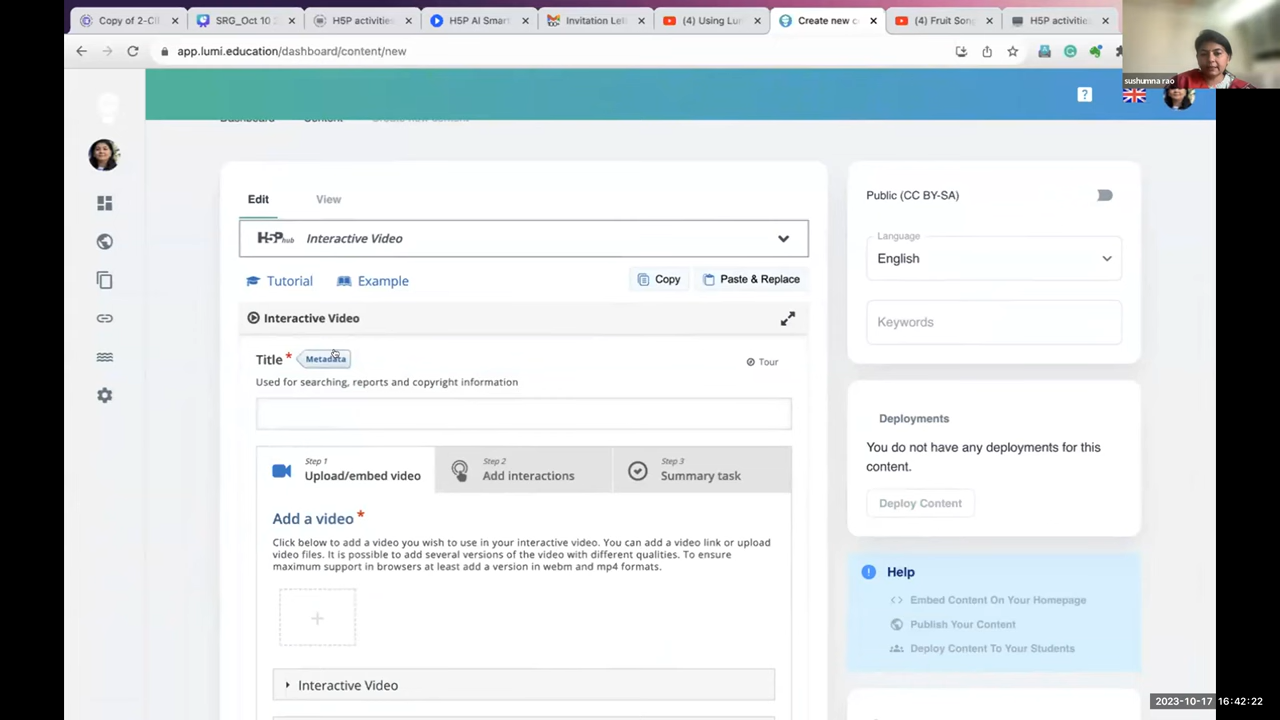 Copy of 2-Cli
SRG_Oct 10
H5P activities
H5P AI Smar
Invitation Let
(4) Using Lu
Create new c
(4) Fruit Song
H5P activitie
app.lumi.education/dashboard/content/new
sushumna rao
Dashboard Content Create new content
Edit View
H5P hub Interactive Video
Tutorial Example Copy Paste & Replace
Interactive Video
Title * Metadata Tour
Used for searching, reports and copyright information
Step 1
Upload/embed video
Step 2
Add interactions
Step 3
Summary task
Add a video *
Click below to add a video you wish to use in your interactive video. You can add a video link or upload
video files. It is possible to add several versions of the video with different qualities. To ensure
maximum support in browsers at least add a version in webm and mp4 formats.
Interactive Video
Public (CC BY-SA)
Language
English
Keywords
Deployments
You do not have any deployments for this
content.
Deploy Content
Help
Embed Content On Your Homepage
Publish Your Content
Deploy Content To Your Students
2023-10-17 16:42:22